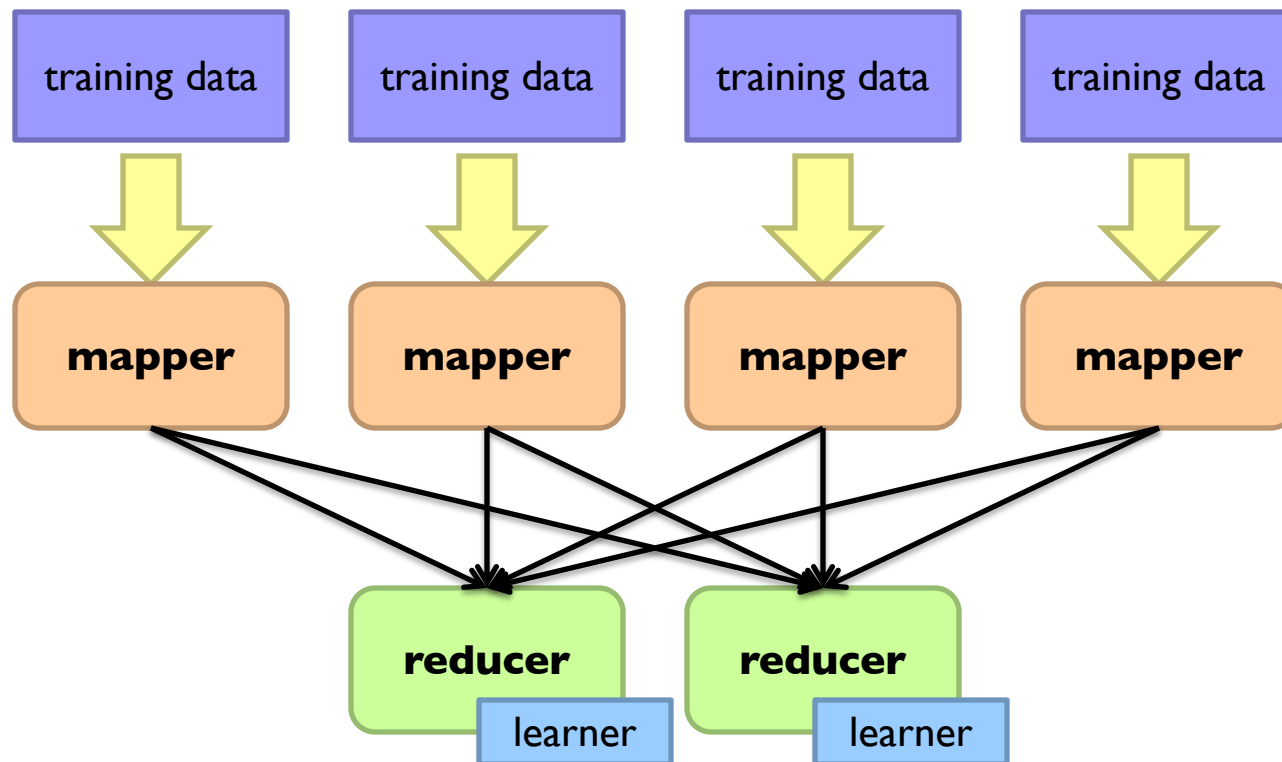 training data
training data
training data
training data
mapper
mapper
mapper
mapper
reducer
reducer
learner
learner